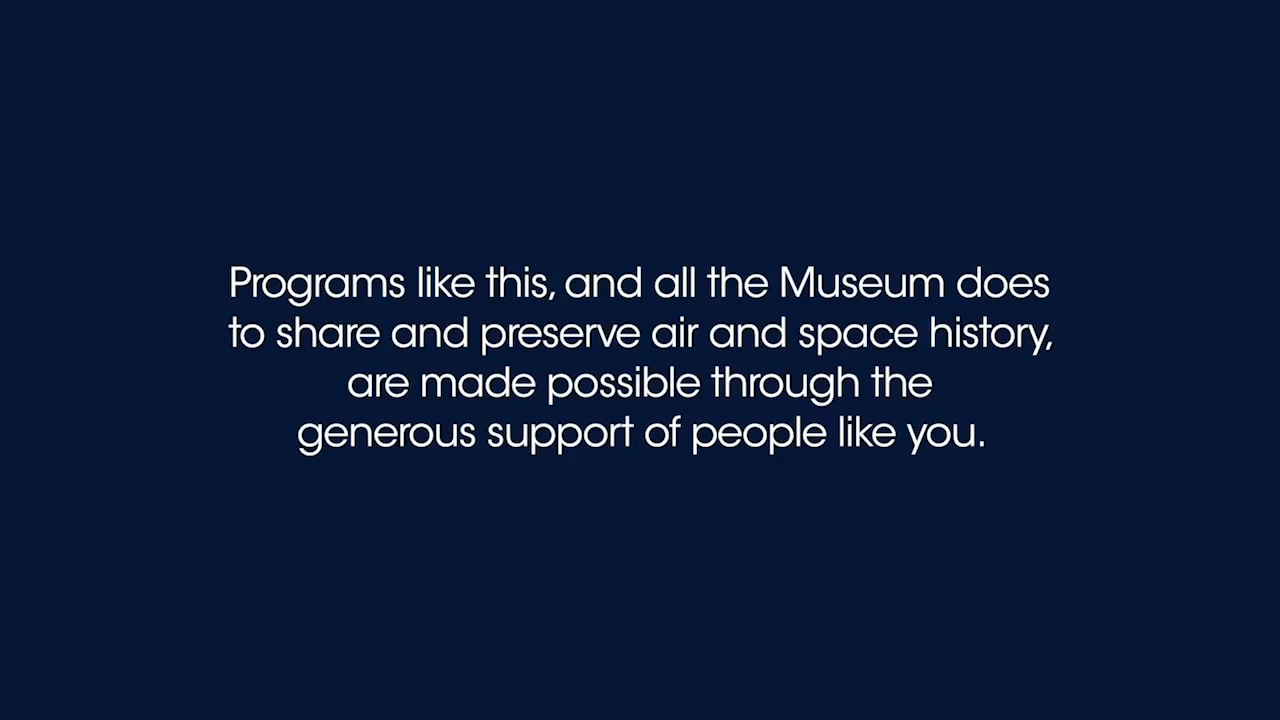 Programs like this, and all the Museum does
to share and preserve air and space history,
are made possible through the
generous support of people like you.